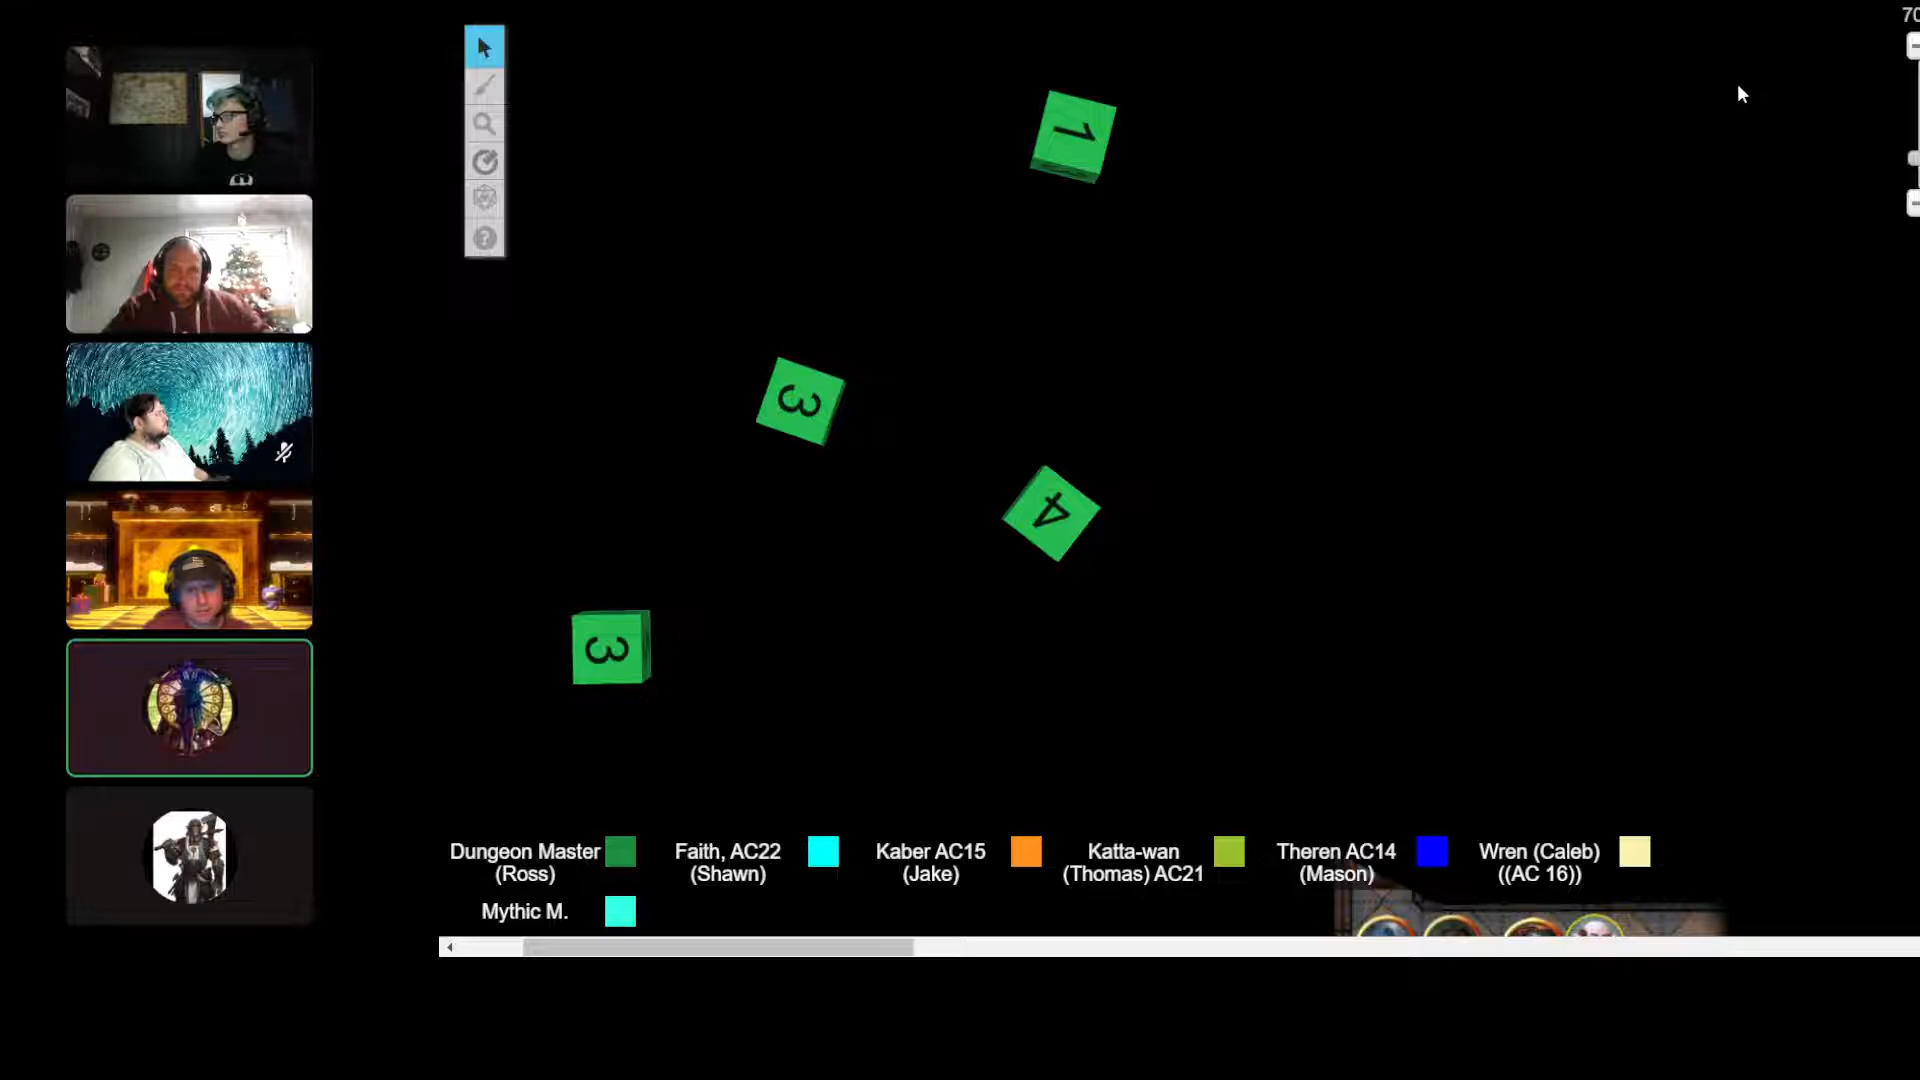 70
1
3
4
3
Dungeon Master (Ross)
Faith, AC22 (Shawn)
Kaber AC15 (Jake)
Katta-wan (Thomas) AC21
Theren AC14 (Mason)
Wren (Caleb) ((AC 16))
Mythic M.